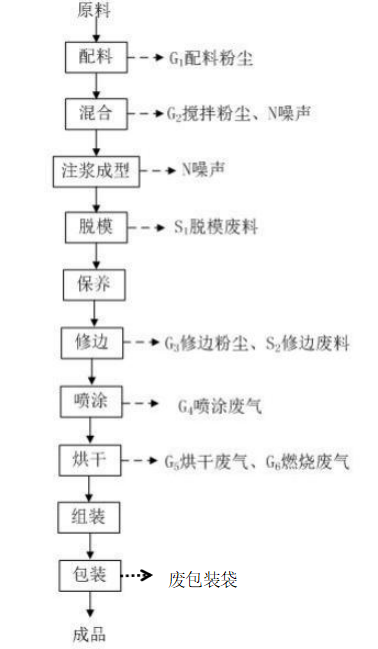 原料
配料 G₁配料粉尘
混合 G₂搅拌粉尘、N噪声
注浆成型 N噪声
脱模 S₁脱模废料
保养
修边 G₃修边粉尘、S₂修边废料
喷涂 G₄喷涂废气
烘干 G₅烘干废气、G₆燃烧废气
组装
包装 废包装袋
成品